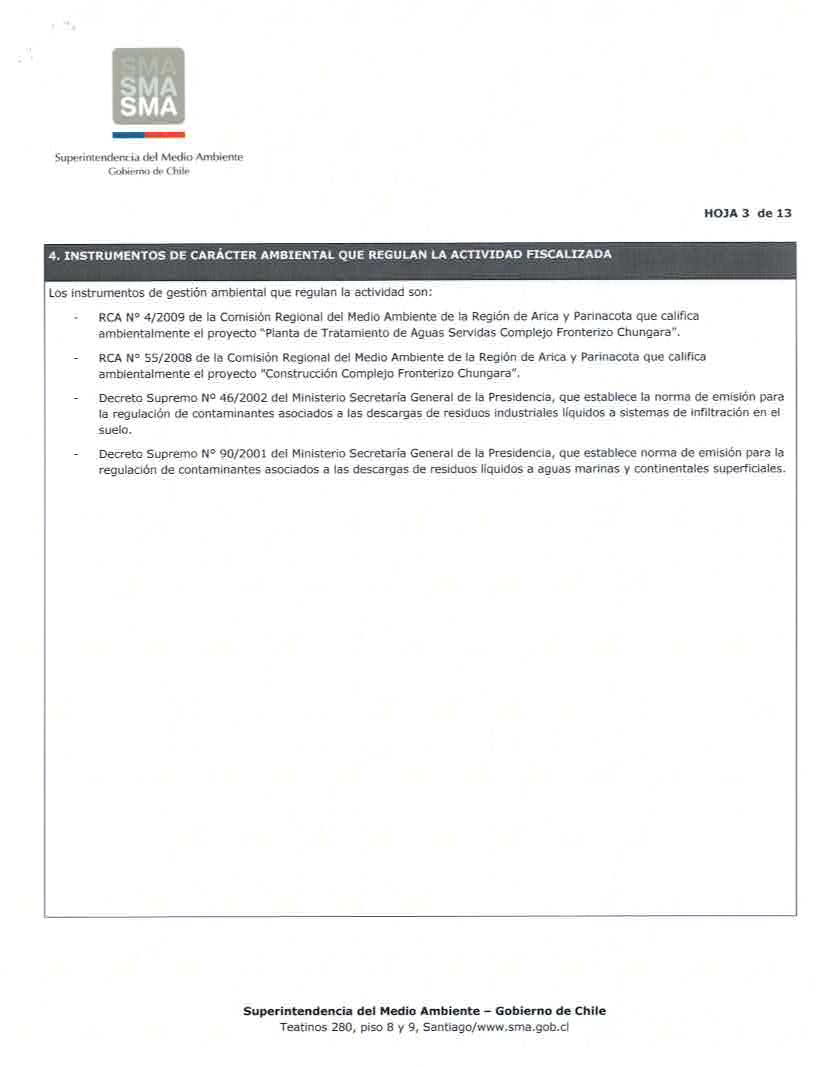 SMA
SMA
SMA
Superintendencia del Medio Ambiente
Gobierno de Chile
HOJA 3 de 13
4. INSTRUMENTOS DE CARÁCTER AMBIENTAL QUE REGULAN LA ACTIVIDAD FISCALIZADA
Los instrumentos de gestión ambiental que regulan la actividad son:
- RCA N° 4/2009 de la Comisión Regional del Medio Ambiente de la Región de Arica y Parinacota que califica
ambientalmente el proyecto "Planta de Tratamiento de Aguas Servidas Complejo Fronterizo Chungara".
- RCA N° 55/2008 de la Comisión Regional del Medio Ambiente de la Región de Arica y Parinacota que califica
ambientalmente el proyecto "Construcción Complejo Fronterizo Chungara".
- Decreto Supremo Nº 46/2002 del Ministerio Secretaría General de la Presidencia, que establece la norma de emisión para
la regulación de contaminantes asociados a las descargas de residuos industriales líquidos a sistemas de infiltración en el
suelo.
- Decreto Supremo N° 90/2001 del Ministerio Secretaría General de la Presidencia, que establece norma de emisión para la
regulación de contaminantes asociados a las descargas de residuos líquidos a aguas marinas y continentales superficiales.
Superintendencia del Medio Ambiente – Gobierno de Chile
Teatinos 280, piso 8 y 9, Santiago/www.sma.gob.cl